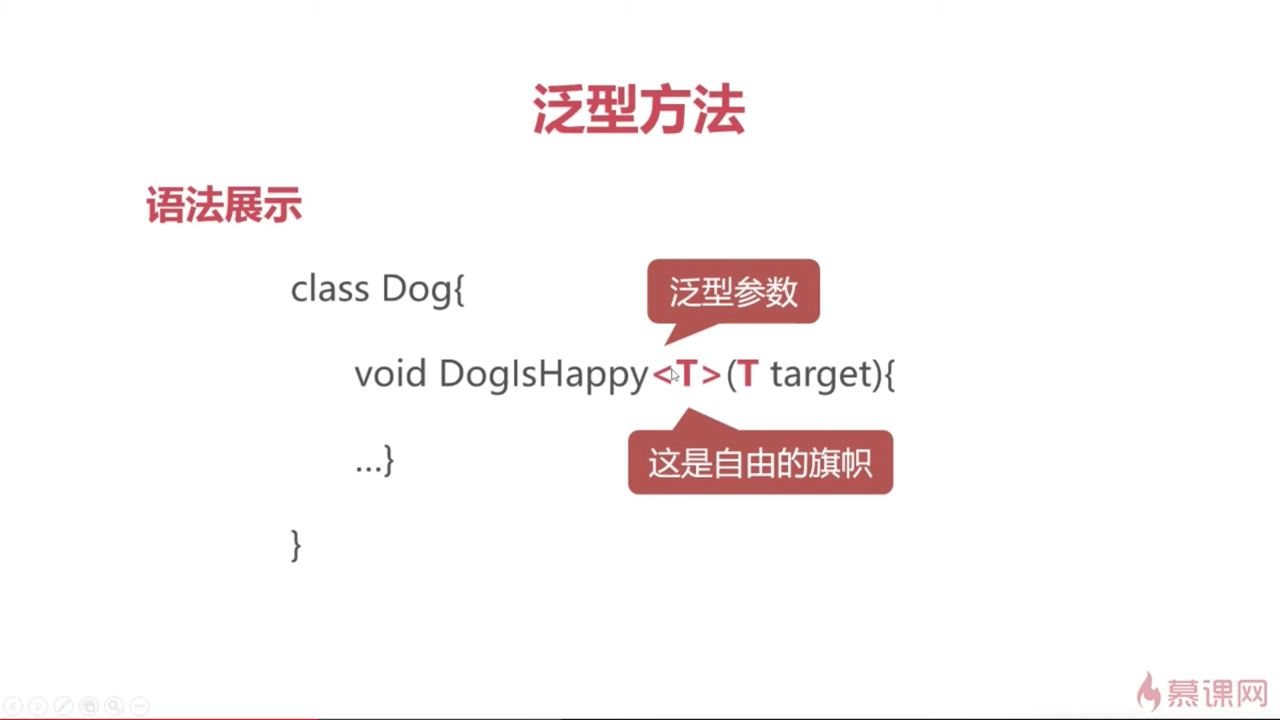 泛型方法
语法展示
class Dog{
泛型参数
void DogIsHappy<T>(T target){
这是自由的旗帜
...}
}
慕课网